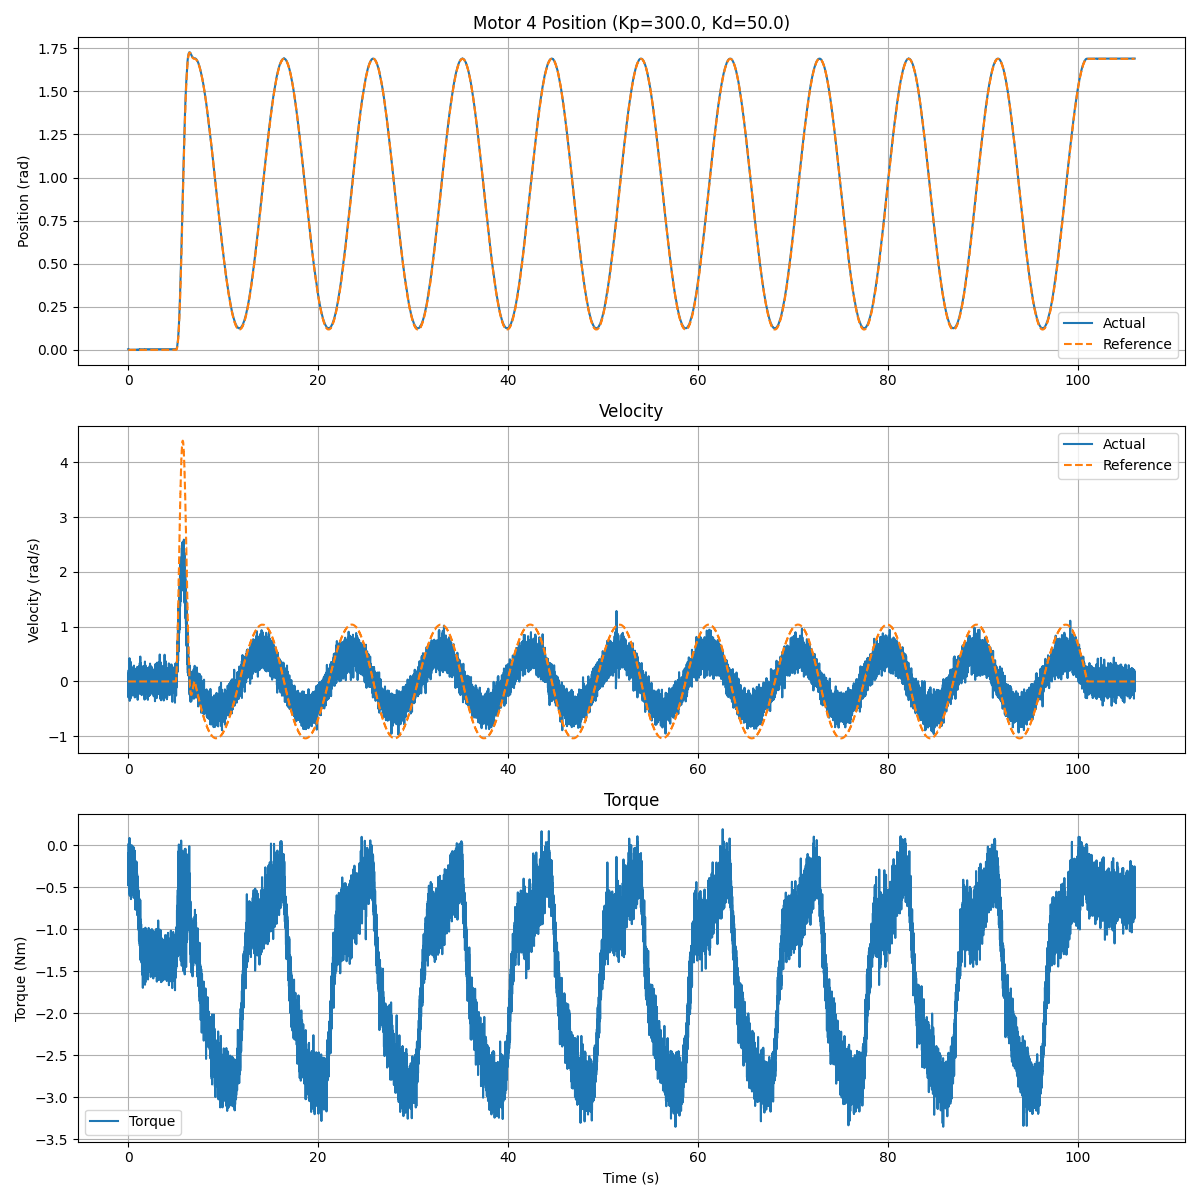 Motor 4 Position (Kp=300.0, Kd=50.0)
1.75
1.50
1.25
1.00
0.75
0.50
0.25
0.00
Position (rad)
Actual
Reference
0 20 40 60 80 100
Velocity
4
3
2
1
0
−1
Velocity (rad/s)
Actual
Reference
0 20 40 60 80 100
Torque
0.0
−0.5
−1.0
−1.5
−2.0
−2.5
−3.0
−3.5
Torque (Nm)
Torque
0 20 40 60 80 100
Time (s)